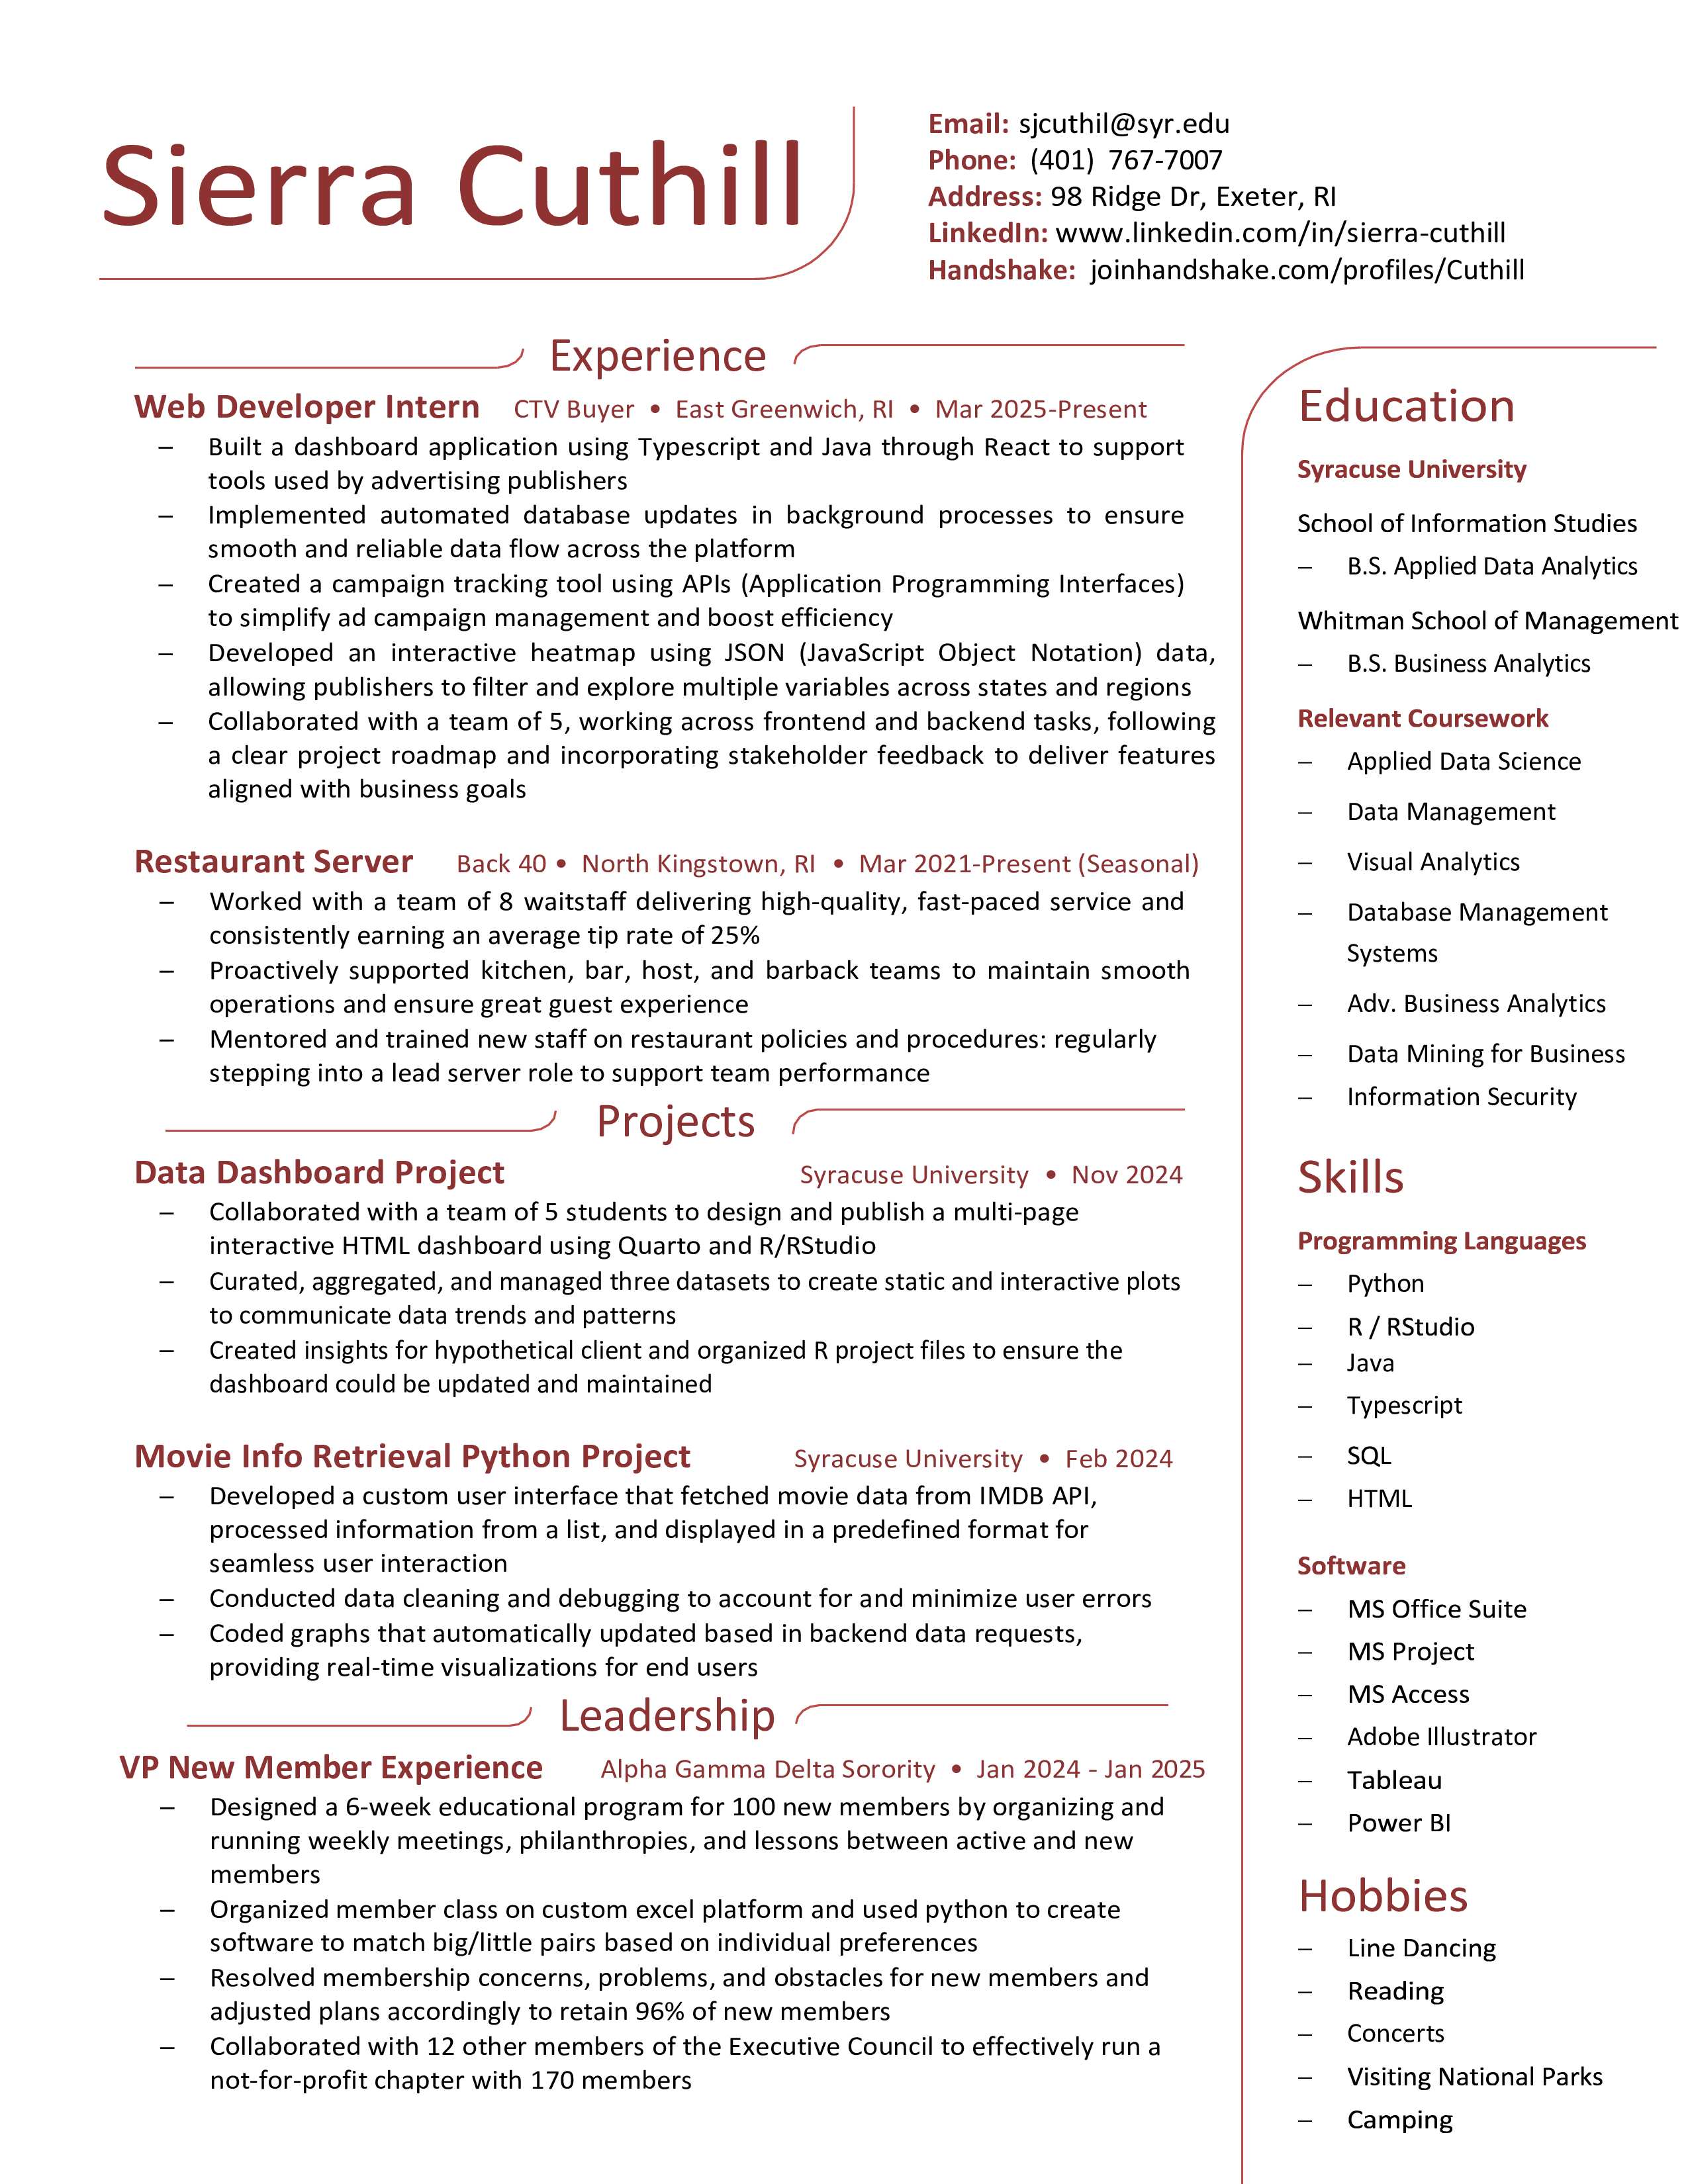 Sierra Cuthill
Email: sjcuthil@syr.edu
Phone: (401) 767-7007
Address: 98 Ridge Dr, Exeter, RI
LinkedIn: www.linkedin.com/in/sierra-cuthill
Handshake: joinhandshake.com/profiles/Cuthill
Experience
Web Developer Intern CTV Buyer • East Greenwich, RI • Mar 2025-Present
– Built a dashboard application using Typescript and Java through React to support
tools used by advertising publishers
– Implemented automated database updates in background processes to ensure
smooth and reliable data flow across the platform
– Created a campaign tracking tool using APIs (Application Programming Interfaces)
to simplify ad campaign management and boost efficiency
– Developed an interactive heatmap using JSON (JavaScript Object Notation) data,
allowing publishers to filter and explore multiple variables across states and regions
– Collaborated with a team of 5, working across frontend and backend tasks, following
a clear project roadmap and incorporating stakeholder feedback to deliver features
aligned with business goals
Restaurant Server Back 40 • North Kingstown, RI • Mar 2021-Present (Seasonal)
– Worked with a team of 8 waitstaff delivering high-quality, fast-paced service and
consistently earning an average tip rate of 25%
– Proactively supported kitchen, bar, host, and barback teams to maintain smooth
operations and ensure great guest experience
– Mentored and trained new staff on restaurant policies and procedures: regularly
stepping into a lead server role to support team performance
Projects
Data Dashboard Project Syracuse University • Nov 2024
– Collaborated with a team of 5 students to design and publish a multi-page
interactive HTML dashboard using Quarto and R/RStudio
– Curated, aggregated, and managed three datasets to create static and interactive plots
to communicate data trends and patterns
– Created insights for hypothetical client and organized R project files to ensure the
dashboard could be updated and maintained
Movie Info Retrieval Python Project Syracuse University • Feb 2024
– Developed a custom user interface that fetched movie data from IMDB API,
processed information from a list, and displayed in a predefined format for
seamless user interaction
– Conducted data cleaning and debugging to account for and minimize user errors
– Coded graphs that automatically updated based in backend data requests,
providing real-time visualizations for end users
Leadership
VP New Member Experience Alpha Gamma Delta Sorority • Jan 2024 - Jan 2025
– Designed a 6-week educational program for 100 new members by organizing and
running weekly meetings, philanthropies, and lessons between active and new
members
– Organized member class on custom excel platform and used python to create
software to match big/little pairs based on individual preferences
– Resolved membership concerns, problems, and obstacles for new members and
adjusted plans accordingly to retain 96% of new members
– Collaborated with 12 other members of the Executive Council to effectively run a
not-for-profit chapter with 170 members
Education
Syracuse University
School of Information Studies
– B.S. Applied Data Analytics
Whitman School of Management
– B.S. Business Analytics
Relevant Coursework
– Applied Data Science
– Data Management
– Visual Analytics
– Database Management
Systems
– Adv. Business Analytics
– Data Mining for Business
– Information Security
Skills
Programming Languages
– Python
– R / RStudio
– Java
– Typescript
– SQL
– HTML
Software
– MS Office Suite
– MS Project
– MS Access
– Adobe Illustrator
– Tableau
– Power BI
Hobbies
– Line Dancing
– Reading
– Concerts
– Visiting National Parks
– Camping